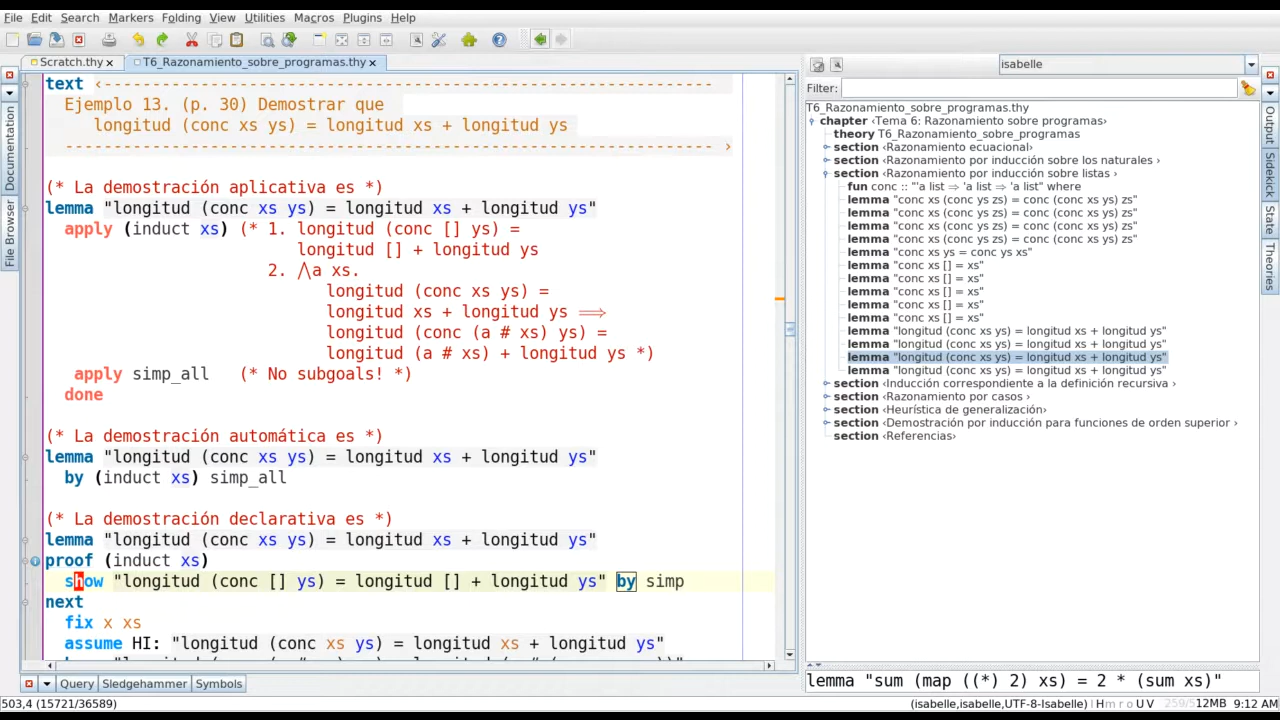 File Edit Search Markers Folding View Utilities Macros Plugins Help
isabelle
Scratch.thy
T6_Razonamiento_sobre_programas.thy
Filter:
Documentation
File Browser
text ‹----------------------------------------------------------------
Ejemplo 13. (p. 30) Demostrar que
longitud (conc xs ys) = longitud xs + longitud ys
------------------------------------------------------------------- ›
(* La demostración aplicativa es *)
lemma "longitud (conc xs ys) = longitud xs + longitud ys"
apply (induct xs) (* 1. longitud (conc [] ys) =
longitud [] + longitud ys
2. ⋀a xs.
longitud (conc xs ys) =
longitud xs + longitud ys ⟹
longitud (conc (a # xs) ys) =
longitud (a # xs) + longitud ys *)
apply simp_all (* No subgoals! *)
done
(* La demostración automática es *)
lemma "longitud (conc xs ys) = longitud xs + longitud ys"
by (induct xs) simp_all
(* La demostración declarativa es *)
lemma "longitud (conc xs ys) = longitud xs + longitud ys"
proof (induct xs)
show "longitud (conc [] ys) = longitud [] + longitud ys" by simp
next
fix x xs
assume HI: "longitud (conc xs ys) = longitud xs + longitud ys"
T6_Razonamiento_sobre_programas.thy
chapter ‹Tema 6: Razonamiento sobre programas›
theory T6_Razonamiento_sobre_programas
section ‹Razonamiento ecuacional›
section ‹Razonamiento por inducción sobre los naturales ›
section ‹Razonamiento por inducción sobre listas ›
fun conc :: "'a list ⇒ 'a list ⇒ 'a list" where
lemma "conc xs (conc ys zs) = conc (conc xs ys) zs"
lemma "conc xs (conc ys zs) = conc (conc xs ys) zs"
lemma "conc xs (conc ys zs) = conc (conc xs ys) zs"
lemma "conc xs (conc ys zs) = conc (conc xs ys) zs"
lemma "conc xs ys = conc ys xs"
lemma "conc xs [] = xs"
lemma "conc xs [] = xs"
lemma "conc xs [] = xs"
lemma "conc xs [] = xs"
lemma "conc xs [] = xs"
lemma "longitud (conc xs ys) = longitud xs + longitud ys"
lemma "longitud (conc xs ys) = longitud xs + longitud ys"
lemma "longitud (conc xs ys) = longitud xs + longitud ys"
lemma "longitud (conc xs ys) = longitud xs + longitud ys"
section ‹Inducción correspondiente a la definición recursiva ›
section ‹Razonamiento por casos ›
section ‹Heurística de generalización›
section ‹Demostración por inducción para funciones de orden superior ›
section ‹Referencias›
Output
Sidekick
State
Theories
Query Sledgehammer Symbols
lemma "sum (map ((*) 2) xs) = 2 * (sum xs)"
503,4 (15721/36589)
(isabelle,isabelle,UTF-8-Isabelle) | H m r o U V 259/512MB 9:12 AM